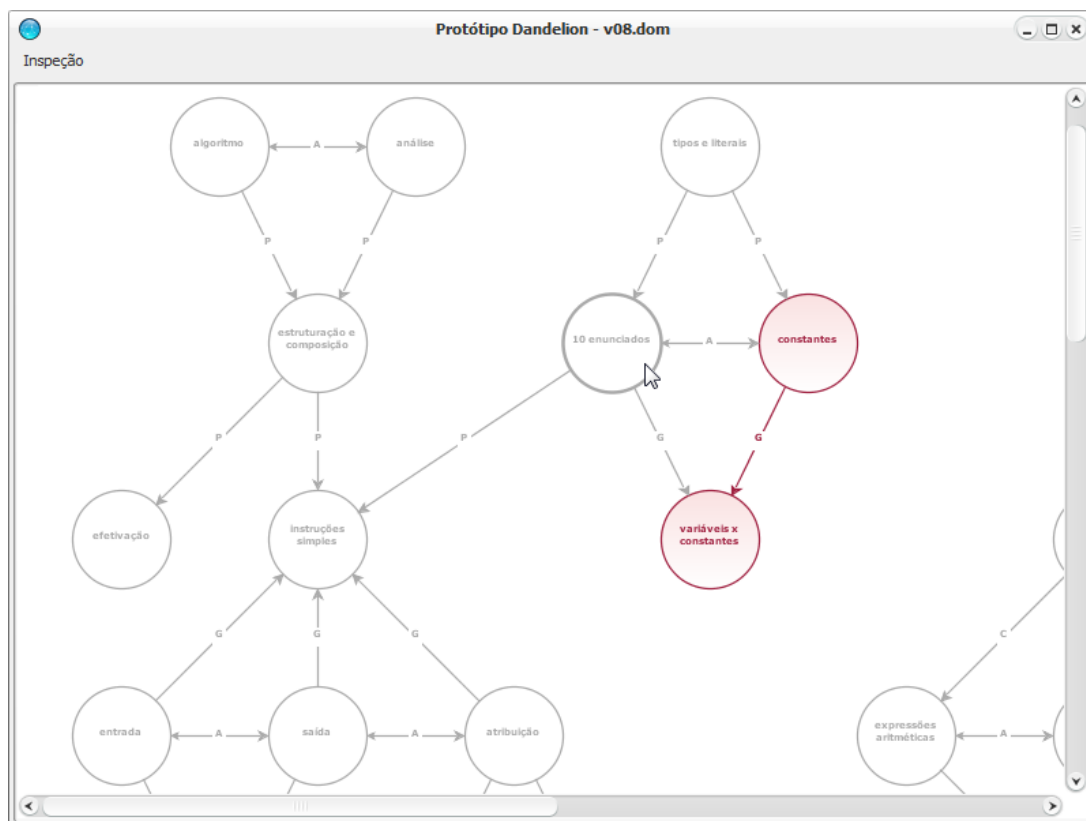 Protótipo Dandelion - v08.dom
Inspeção
algoritmo
A
análise
tipos e literais
P
P
P
P
estruturação e
composição
10 enunciados
A
constantes
P
P
P
G
G
efetivação
instruções
simples
variáveis x
constantes
G
G
G
C
entrada
A
saída
A
atribuição
expressões
aritméticas
A